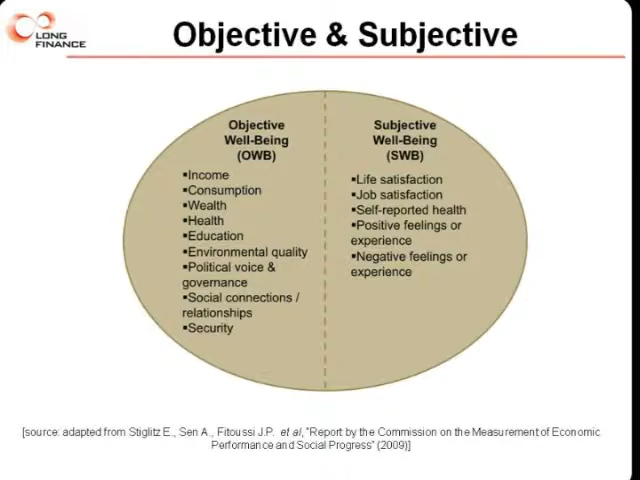 LONG
FINANCE
Objective & Subjective
Objective
Well-Being
(OWB)
▪Income
▪Consumption
▪Wealth
▪Health
▪Education
▪Environmental quality
▪Political voice &
governance
▪Social connections /
relationships
▪Security
Subjective
Well-Being
(SWB)
▪Life satisfaction
▪Job satisfaction
▪Self-reported health
▪Positive feelings or
experience
▪Negative feelings or
experience
[source: adapted from Stiglitz E., Sen A., Fitoussi J.P. et al, "Report by the Commission on the Measurement of Economic
Performance and Social Progress" (2009)]